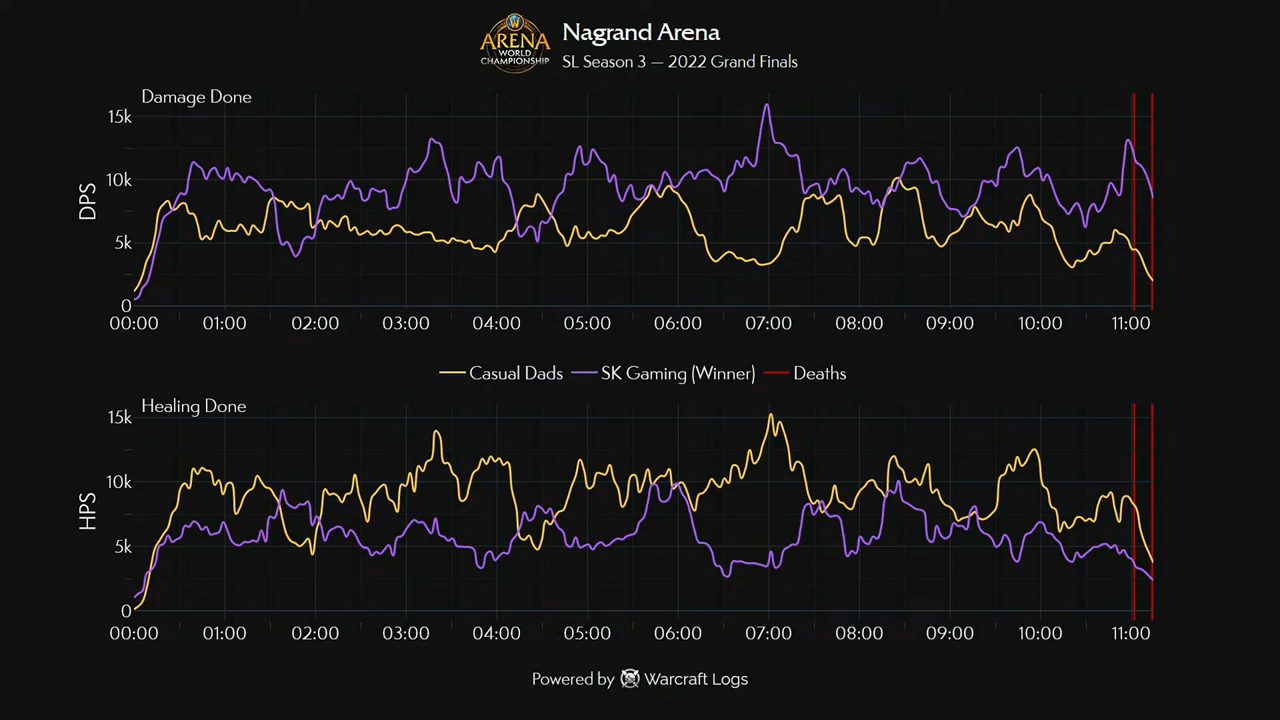 W
ARENA
WORLD
CHAMPIONSHIP
Nagrand Arena
SL Season 3 — 2022 Grand Finals
Damage Done
15k
10k
5k
0
DPS
00:00 01:00 02:00 03:00 04:00 05:00 06:00 07:00 08:00 09:00 10:00 11:00
Casual Dads SK Gaming (Winner) Deaths
Healing Done
15k
10k
5k
0
HPS
00:00 01:00 02:00 03:00 04:00 05:00 06:00 07:00 08:00 09:00 10:00 11:00
Powered by Warcraft Logs